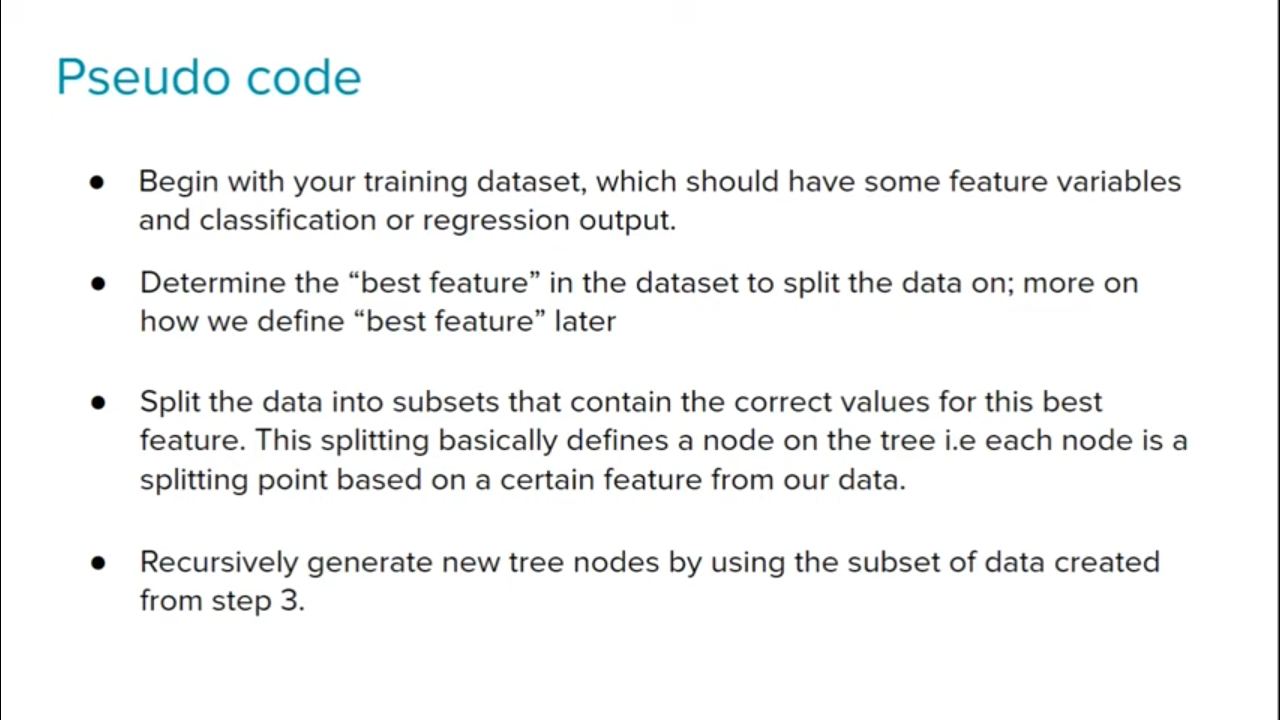 Pseudo code
● Begin with your training dataset, which should have some feature variables
and classification or regression output.
● Determine the “best feature” in the dataset to split the data on; more on
how we define “best feature” later
● Split the data into subsets that contain the correct values for this best
feature. This splitting basically defines a node on the tree i.e each node is a
splitting point based on a certain feature from our data.
● Recursively generate new tree nodes by using the subset of data created
from step 3.